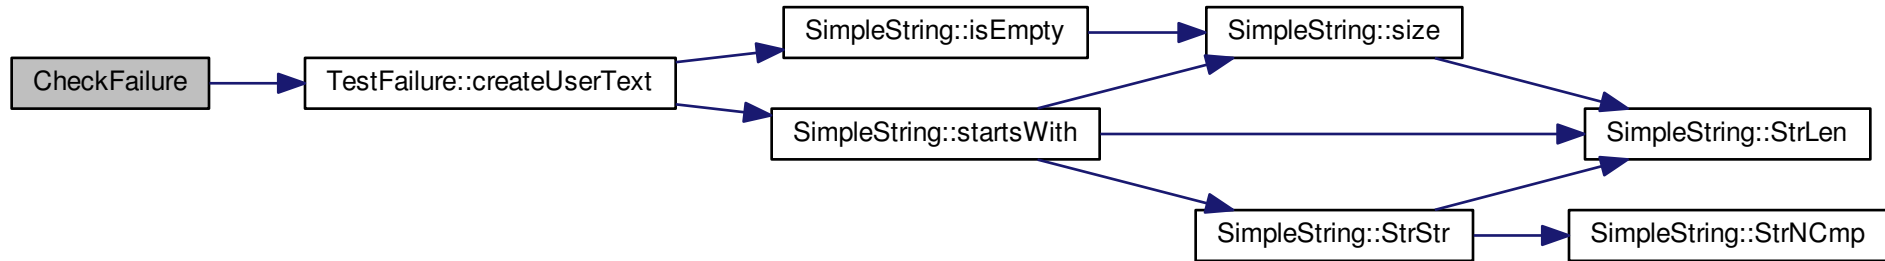 CheckFailure
TestFailure::createUserText
SimpleString::isEmpty
SimpleString::startsWith
SimpleString::size
SimpleString::StrStr
SimpleString::StrLen
SimpleString::StrNCmp